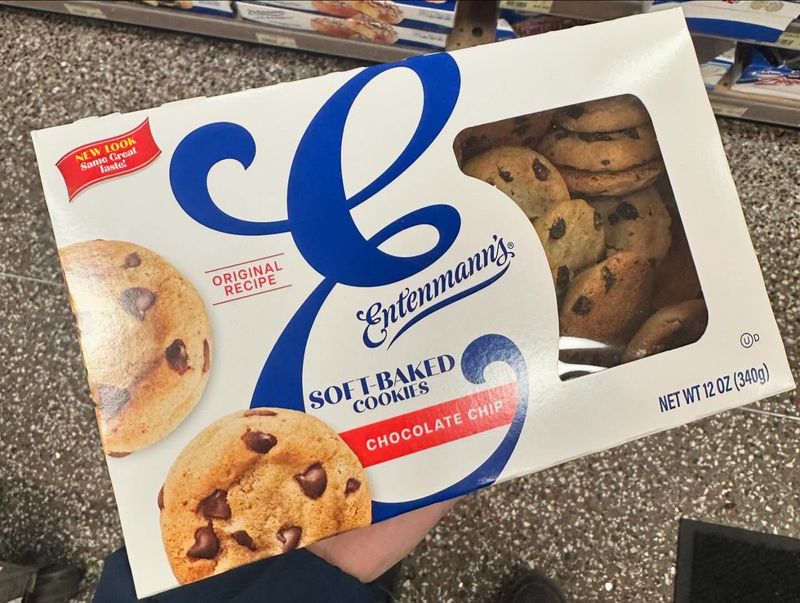 NEW LOOK
Same Great
Taste!
E
ORIGINAL
RECIPE
Entenmann's®
SOFT-BAKED
COOKIES
CHOCOLATE CHIP
U D
NET WT 12 OZ (340g)